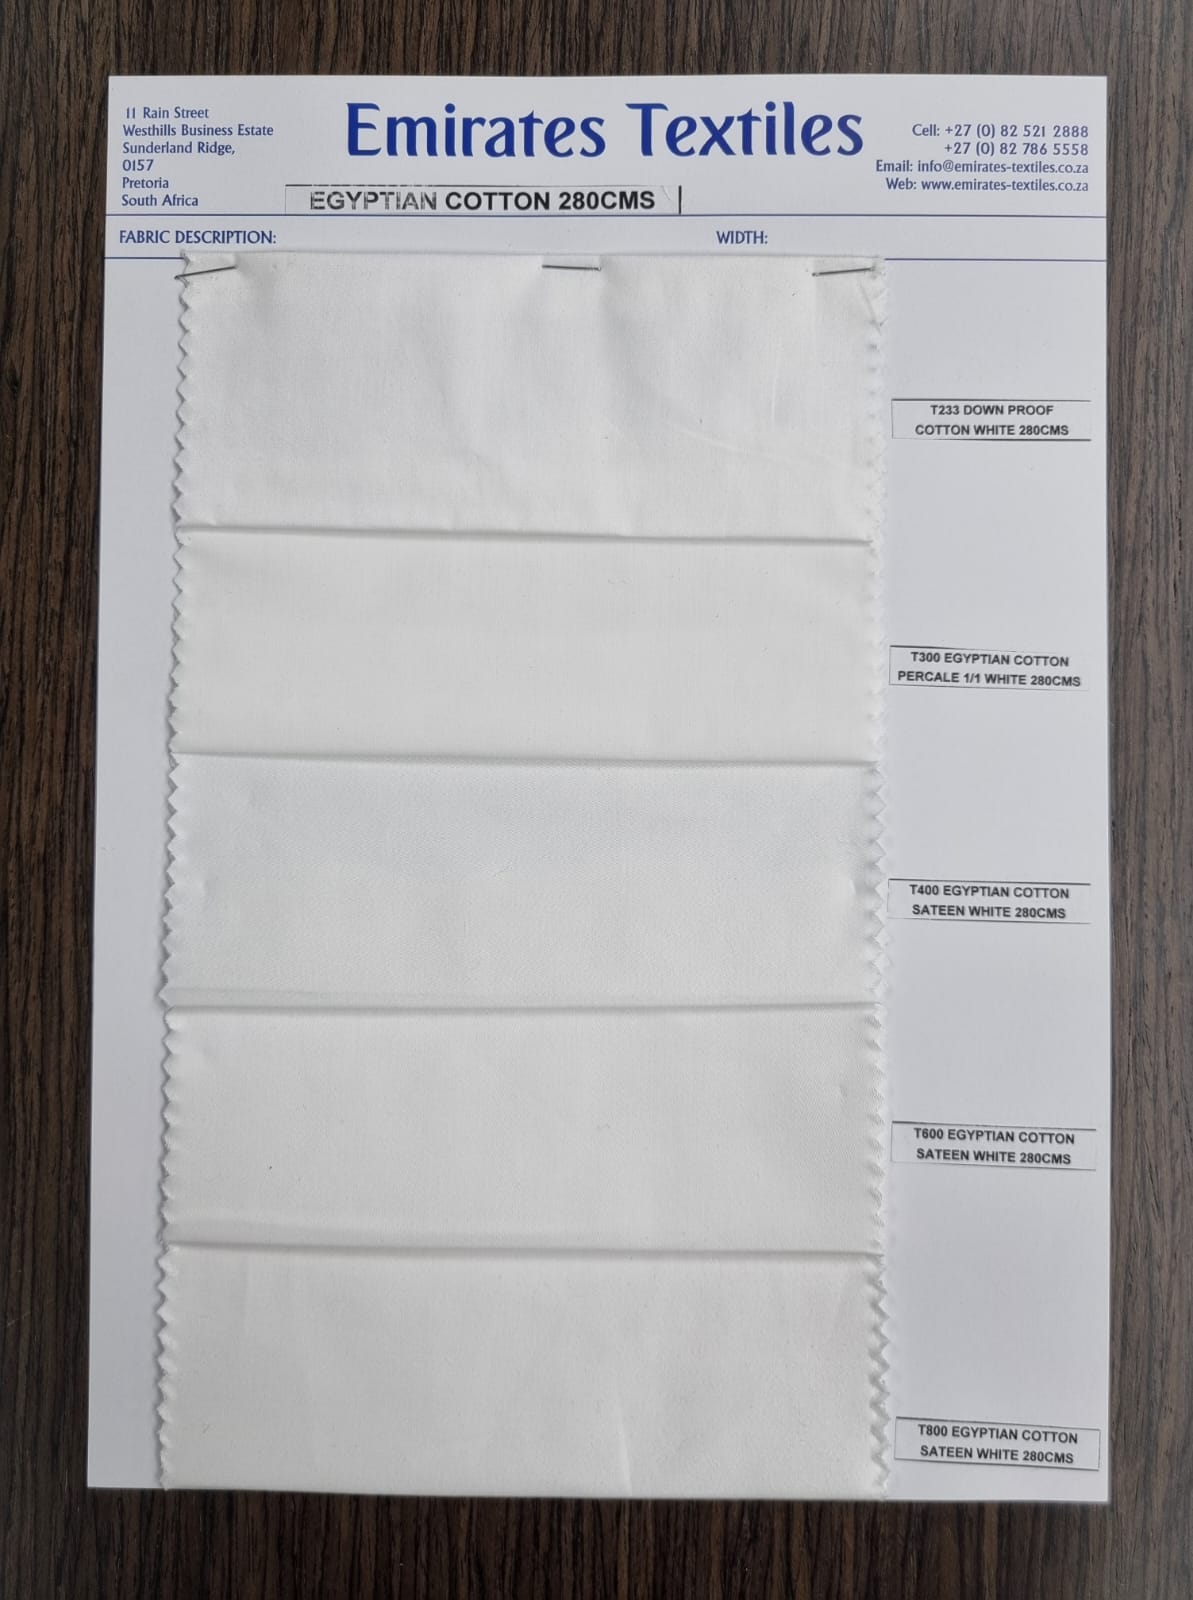 11 Rain Street
Westhills Business Estate
Sunderland Ridge,
0157
Pretoria
South Africa
Emirates Textiles
Cell: +27 (0) 82 521 2888
+27 (0) 82 786 5558
Email: info@emirates-textiles.co.za
Web: www.emirates-textiles.co.za
EGYPTIAN COTTON 280CMS
FABRIC DESCRIPTION:
WIDTH:
T233 DOWN PROOF
COTTON WHITE 280CMS
T300 EGYPTIAN COTTON
PERCALE 1/1 WHITE 280CMS
T400 EGYPTIAN COTTON
SATEEN WHITE 280CMS
T600 EGYPTIAN COTTON
SATEEN WHITE 280CMS
T800 EGYPTIAN COTTON
SATEEN WHITE 280CMS